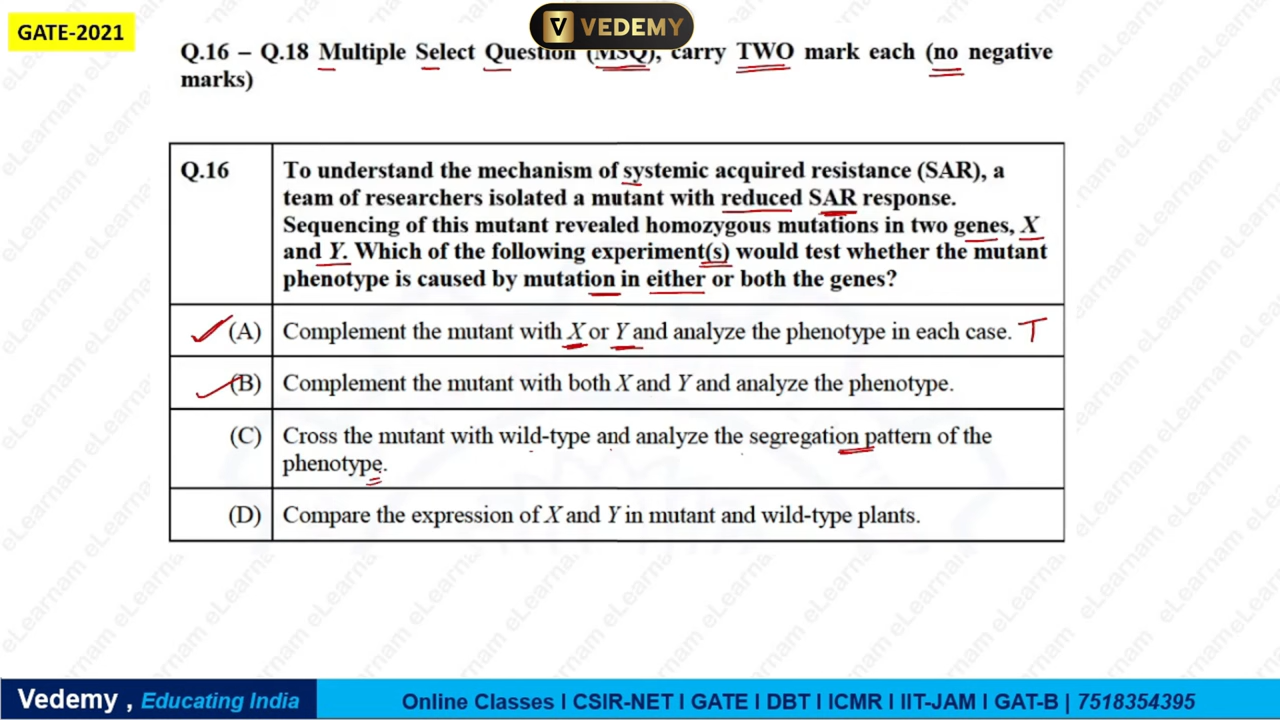 GATE-2021
VEDEMY
Q.16 – Q.18 Multiple Select Question (MSQ), carry TWO mark each (no negative
marks)
Q.16 To understand the mechanism of systemic acquired resistance (SAR), a
team of researchers isolated a mutant with reduced SAR response.
Sequencing of this mutant revealed homozygous mutations in two genes, X
and Y. Which of the following experiment(s) would test whether the mutant
phenotype is caused by mutation in either or both the genes?
(A) Complement the mutant with X or Y and analyze the phenotype in each case. T
(B) Complement the mutant with both X and Y and analyze the phenotype.
(C) Cross the mutant with wild-type and analyze the segregation pattern of the
phenotype.
(D) Compare the expression of X and Y in mutant and wild-type plants.
Vedemy , Educating India Online Classes I CSIR-NET I GATE I DBT I ICMR I IIT-JAM I GAT-B | 7518354395